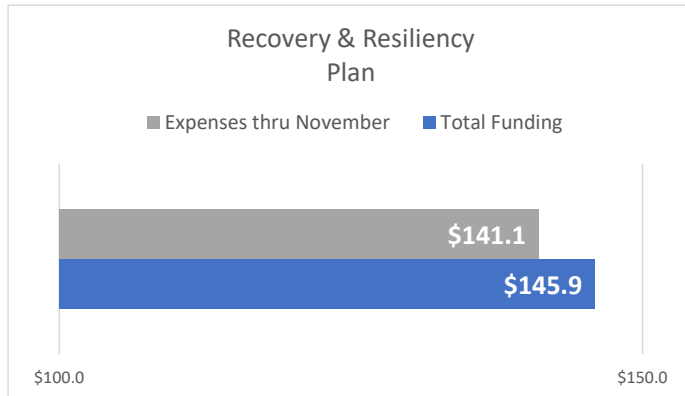 Recovery & Resiliency
Plan
Expenses thru November Total Funding
$141.1
$145.9
$100.0 $150.0